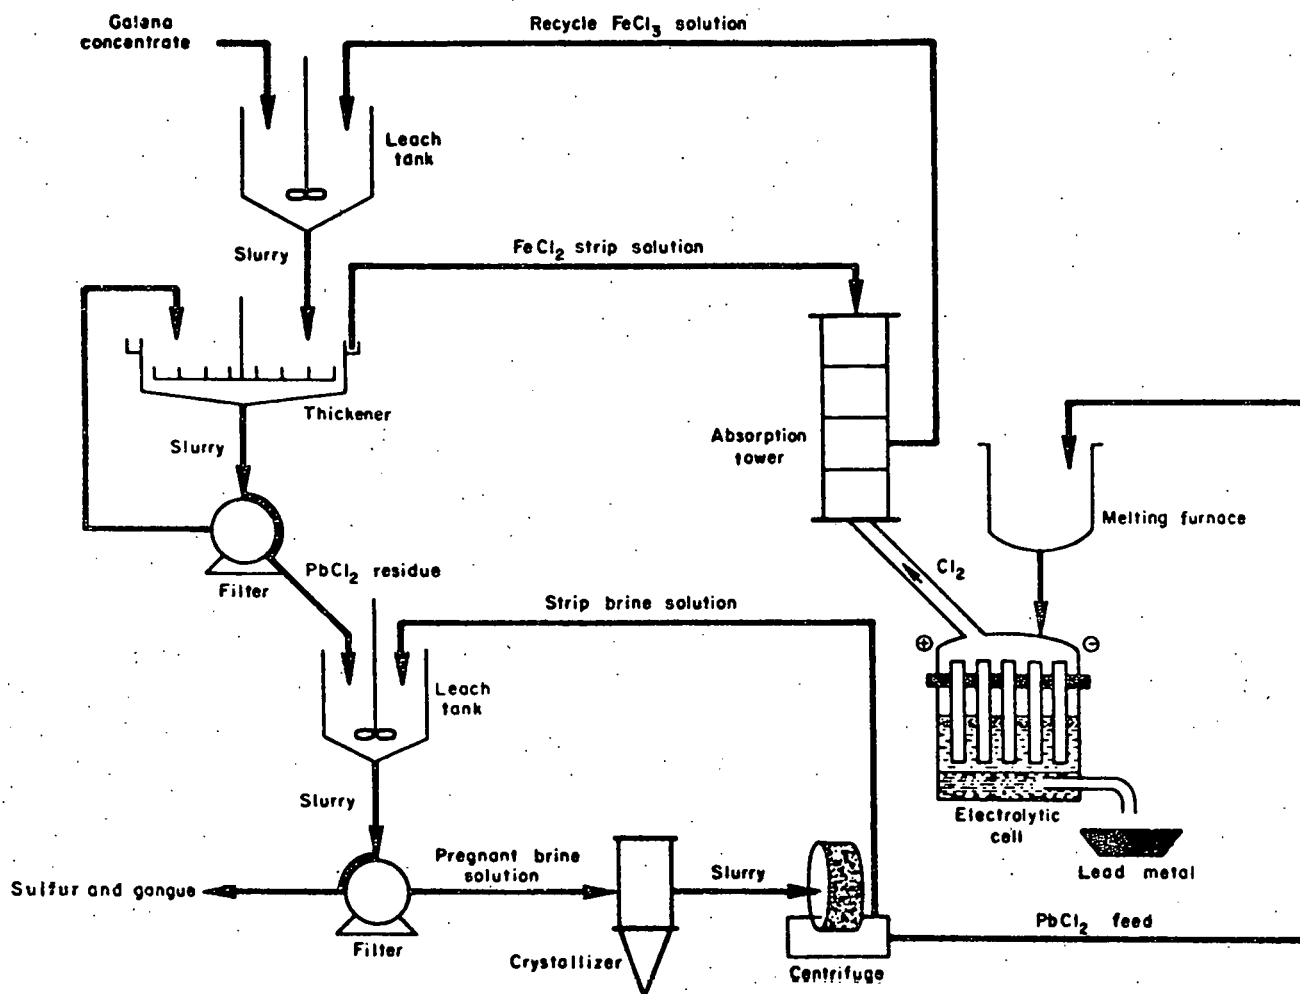 Galena
concentrate
Recycle FeCl3 solution
Leach
tank
Slurry
FeCl2 strip solution
Thickener
Slurry
Absorption
tower
Melting furnace
Filter
PbCl2 residue
Cl2
Strip brine solution
+
-
Leach
tank
Slurry
Electrolytic
cell
Pregnant brine
solution
Slurry
Lead metal
Sulfur and gangue
PbCl2 feed
Filter
Crystallizer
Centrifuge